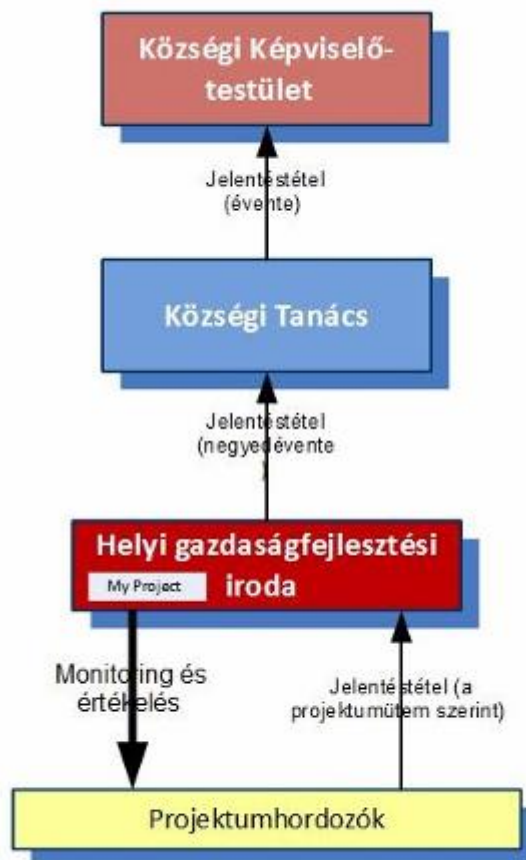 Községi Képviselő-
testület
Jelentéstétel
(évente)
Községi Tanács
Jelentéstétel
(negyedévente
)
Helyi gazdaságfejlesztési
My Project iroda
Monitoring és
értékelés
Jelentéstétel (a
projektumütem szerint)
Projektumhordozók